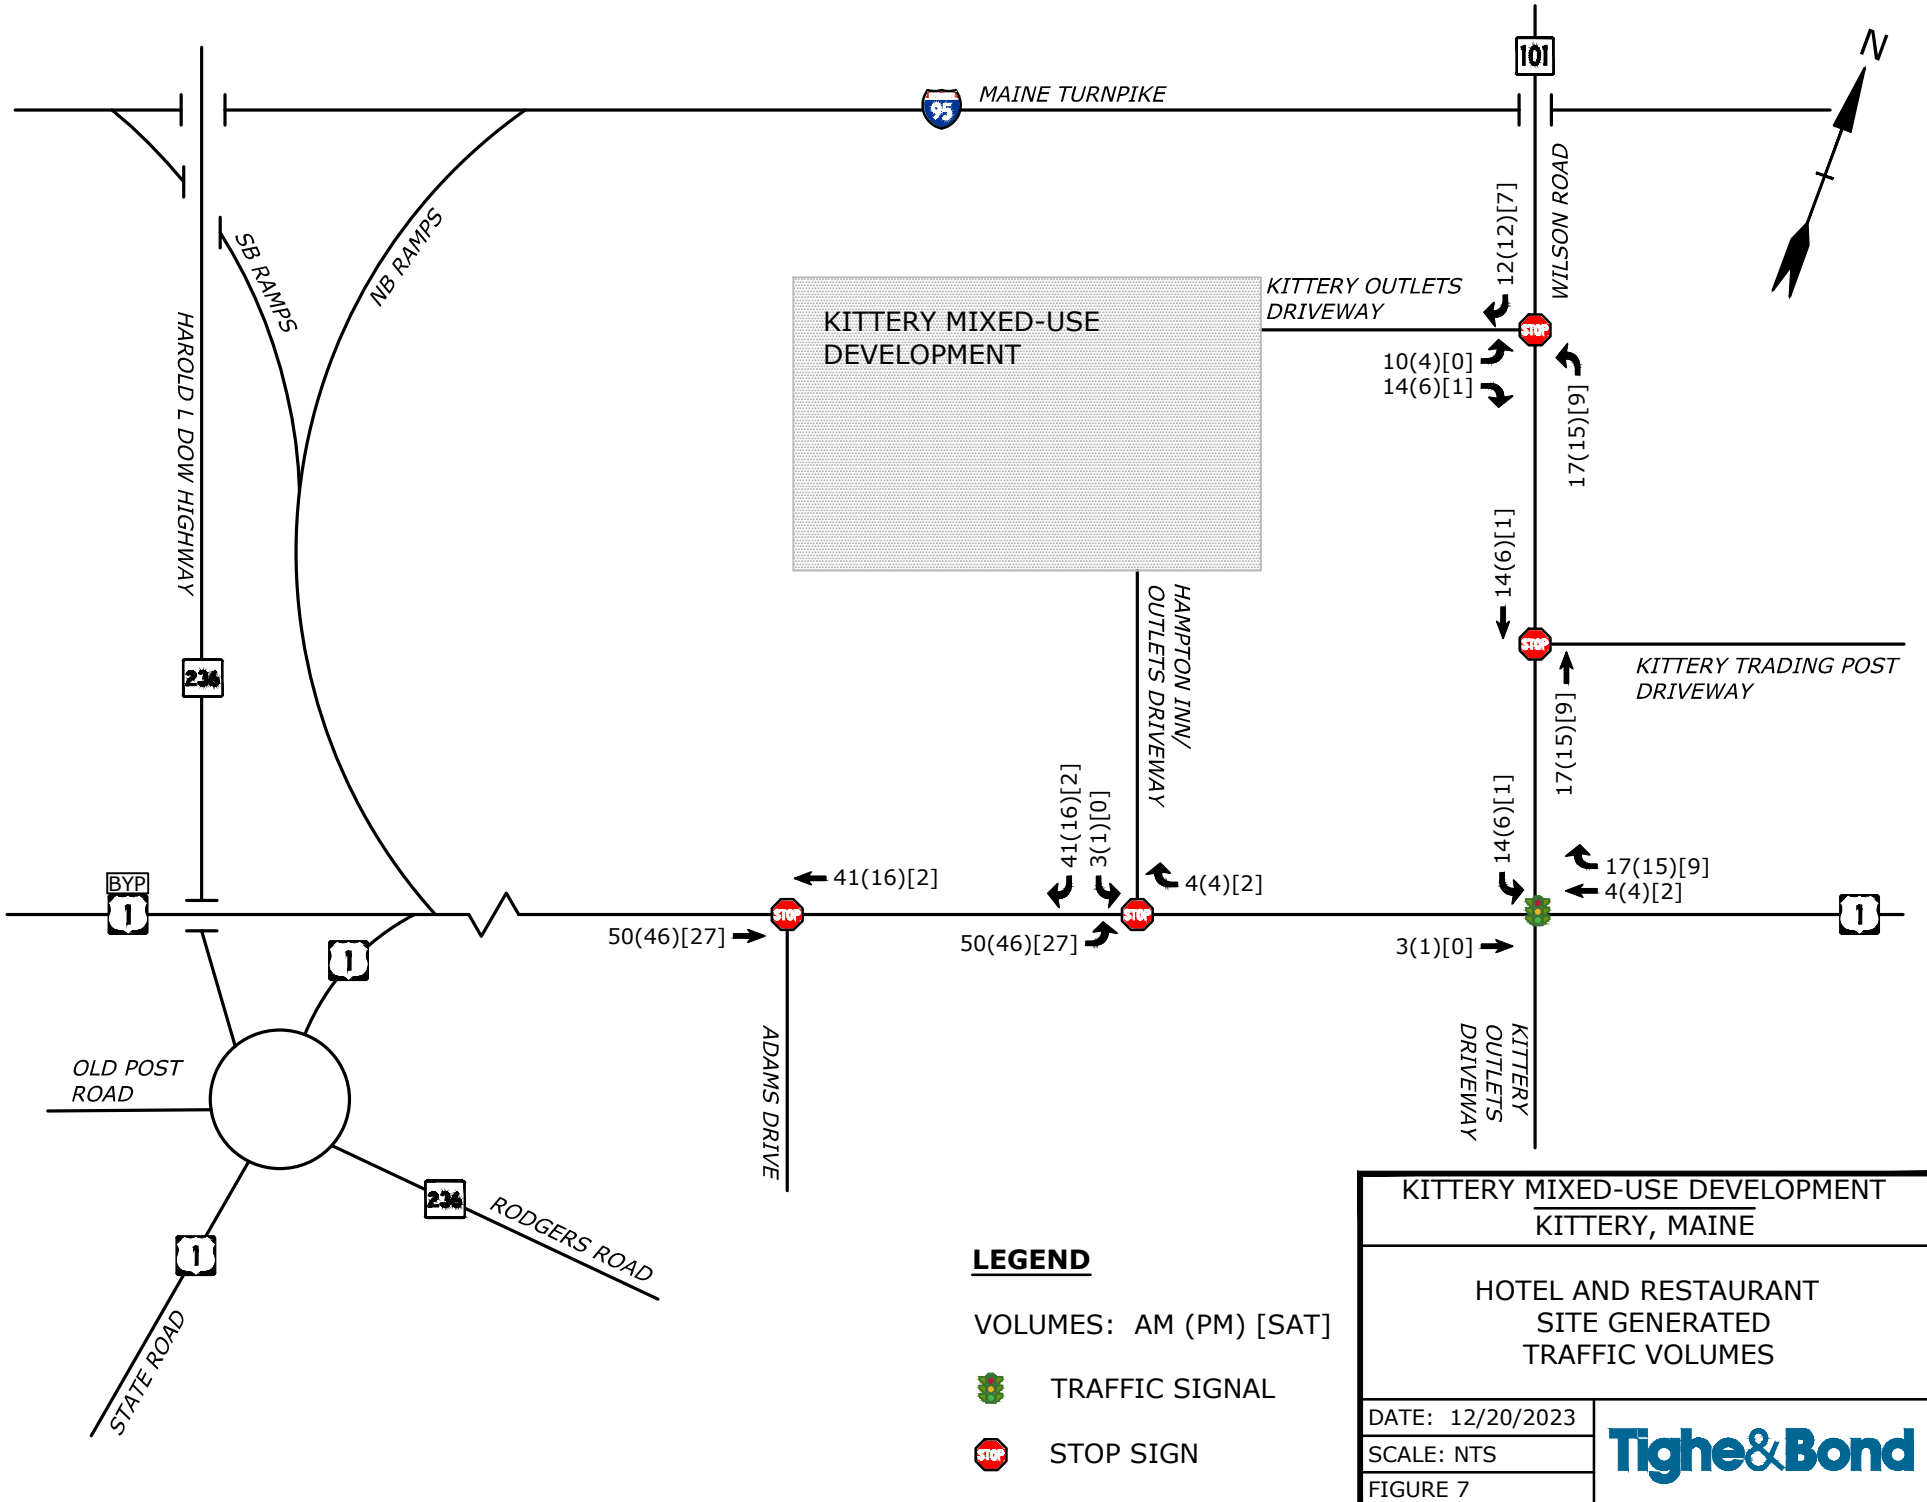 101
N
MAINE TURNPIKE
95
WILSON ROAD
12(12)[7]
SB RAMPS
NB RAMPS
KITTERY OUTLETS
DRIVEWAY
KITTERY MIXED-USE
DEVELOPMENT
STOP
10(4)[0]
14(6)[1]
17(15)[9]
HAROLD L DOW HIGHWAY
14(6)[1]
HAMPTON INN/
OUTLETS DRIVEWAY
STOP
KITTERY TRADING POST
DRIVEWAY
236
17(15)[9]
41(16)[2]
3(1)[0]
14(6)[1]
17(15)[9]
4(4)[2]
BYP
1
41(16)[2]
4(4)[2]
STOP
STOP
1
50(46)[27]
50(46)[27]
3(1)[0]
1
ADAMS DRIVE
KITTERY
OUTLETS
DRIVEWAY
OLD POST
ROAD
236
RODGERS ROAD
1
STATE ROAD
LEGEND
VOLUMES: AM (PM) [SAT]
TRAFFIC SIGNAL
STOP
STOP SIGN
KITTERY MIXED-USE DEVELOPMENT
KITTERY, MAINE
HOTEL AND RESTAURANT
SITE GENERATED
TRAFFIC VOLUMES
DATE: 12/20/2023
SCALE: NTS
FIGURE 7
Tighe&Bond